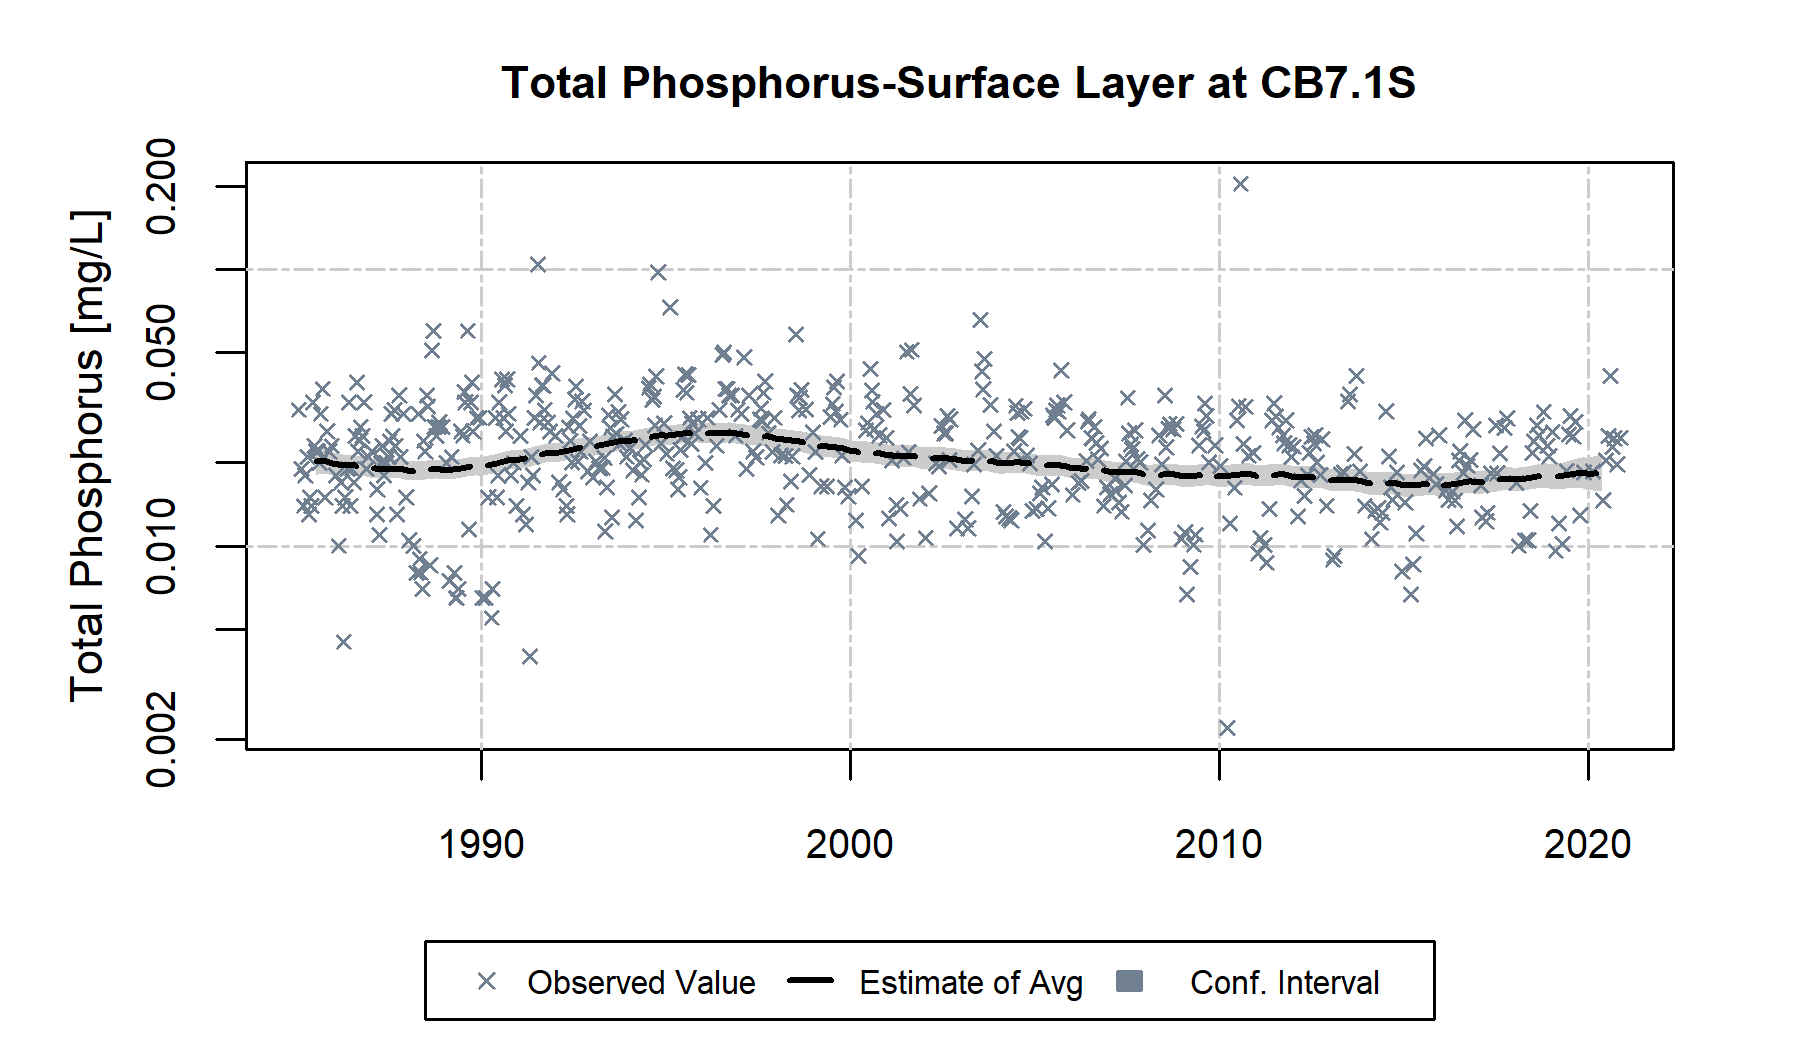 Total Phosphorus-Surface Layer at CB7.1S
Total Phosphorus [mg/L]
0.200
0.050
0.010
0.002
1990 2000 2010 2020
Observed Value Estimate of Avg Conf. Interval